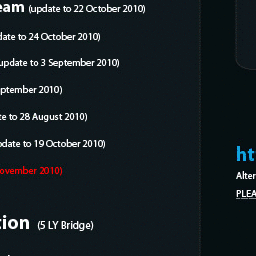 eam (update to 22 October 2010)
date to 24 October 2010)
update to 3 September 2010)
ptember 2010)
te to 28 August 2010)
pdate to 19 October 2010)
ovember 2010)
tion (5 LY Bridge)
ht
Alter
PLEA